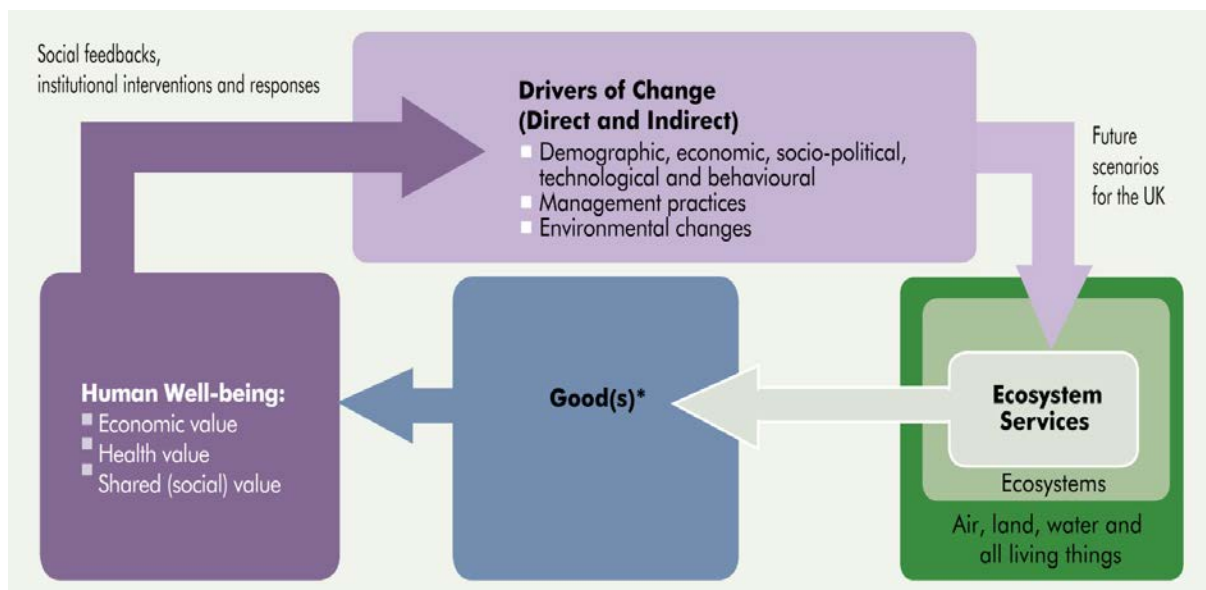 Social feedbacks,
institutional interventions and responses
Drivers of Change
(Direct and Indirect)
Demographic, economic, socio-political,
technological and behavioural
Management practices
Environmental changes
Future
scenarios
for the UK
Human Well-being:
Economic value
Health value
Shared (social) value
Good(s)*
Ecosystem
Services
Ecosystems
Air, land, water and
all living things